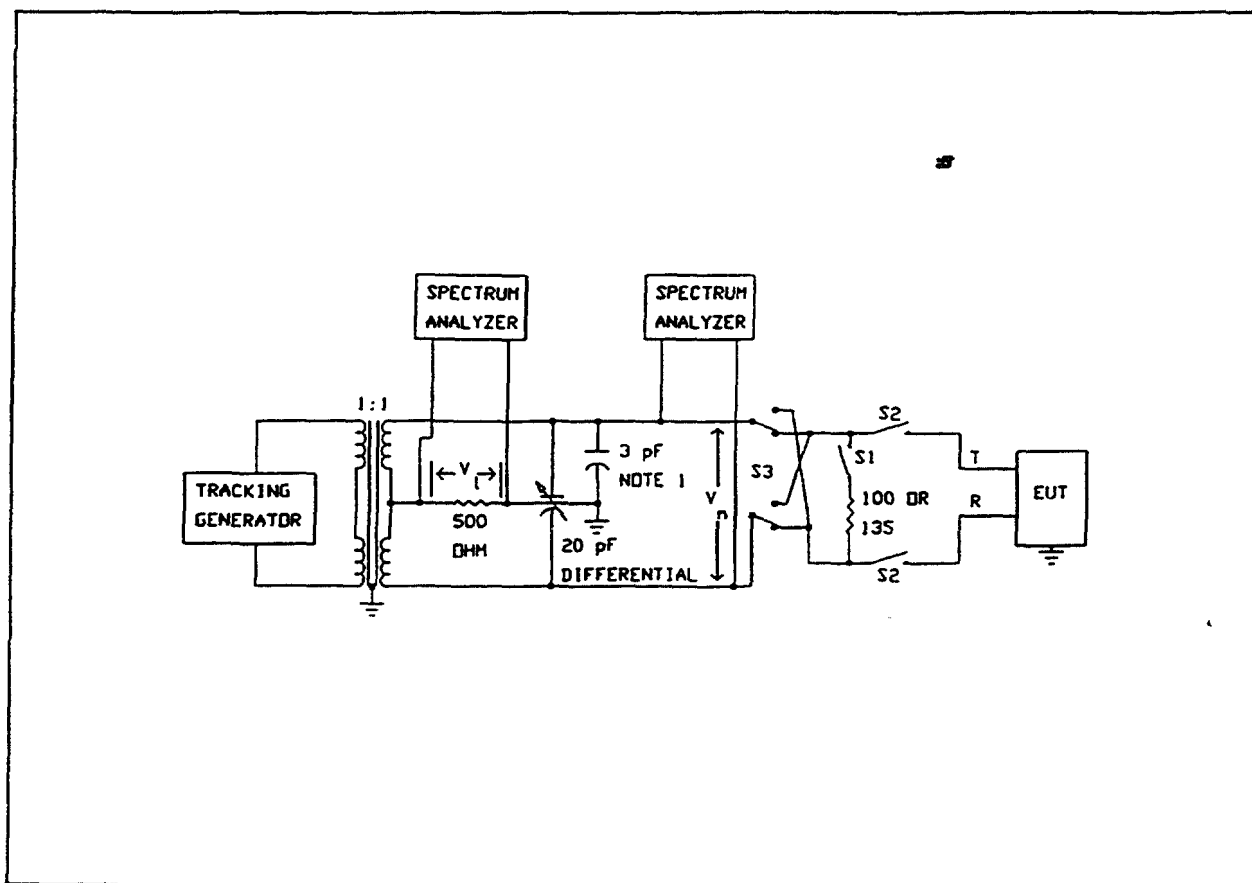 SPECTRUM
ANALYZER
SPECTRUM
ANALYZER
1:1
TRACKING
GENERATOR
V l
500
OHM
20 pF
DIFFERENTIAL
3 pF
NOTE 1
V n
S3
S2
S1
100 OR
135
S2
T
R
EUT